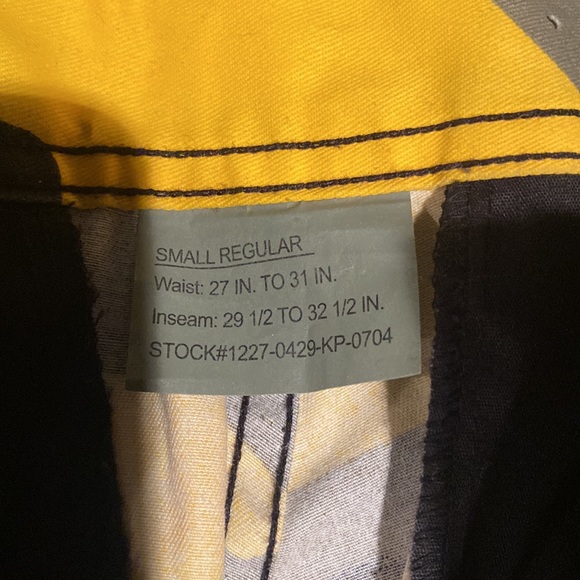 SMALL REGULAR
Waist: 27 IN. TO 31 IN.
Inseam: 29 1/2 TO 32 1/2 IN.
STOCK#1227-0429-KP-0704